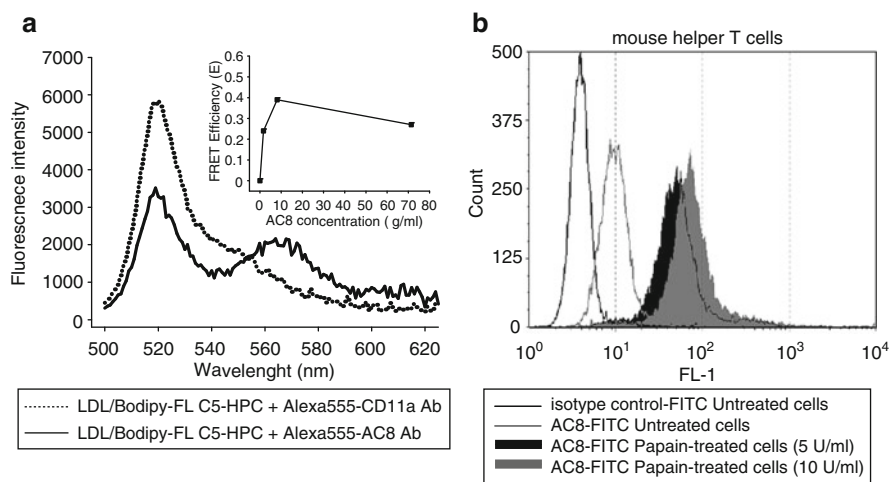 a
7000
6000
5000
4000
3000
2000
1000
0
Fluorescnece intensity
500 520 540 560 580 600 620
Wavelenght (nm)
0.6
0.5
0.4
0.3
0.2
0.1
0
FRET Efficiency (E)
0 10 20 30 40 50 60 70 80
AC8 concentration ( g/ml)
LDL/Bodipy-FL C5-HPC + Alexa555-CD11a Ab
LDL/Bodipy-FL C5-HPC + Alexa555-AC8 Ab
b
mouse helper T cells
500
375
250
125
0
Count
10⁰ 10¹ 10² 10³ 10⁴
FL-1
isotype control-FITC Untreated cells
AC8-FITC Untreated cells
AC8-FITC Papain-treated cells (5 U/ml)
AC8-FITC Papain-treated cells (10 U/ml)